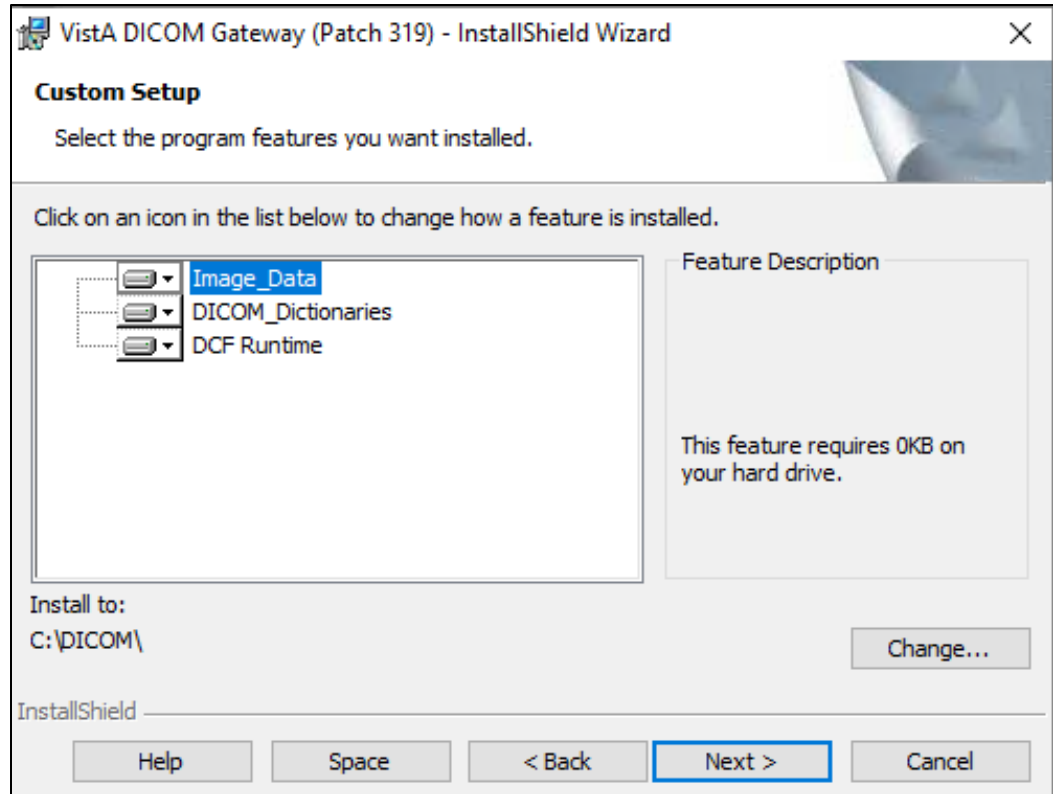 VistA DICOM Gateway (Patch 319) - InstallShield Wizard
Custom Setup
Select the program features you want installed.
Click on an icon in the list below to change how a feature is installed.
Image_Data
DICOM_Dictionaries
DCF Runtime
Feature Description
This feature requires 0KB on
your hard drive.
Install to:
C:\DICOM\
Change...
InstallShield
Help
Space
< Back
Next >
Cancel